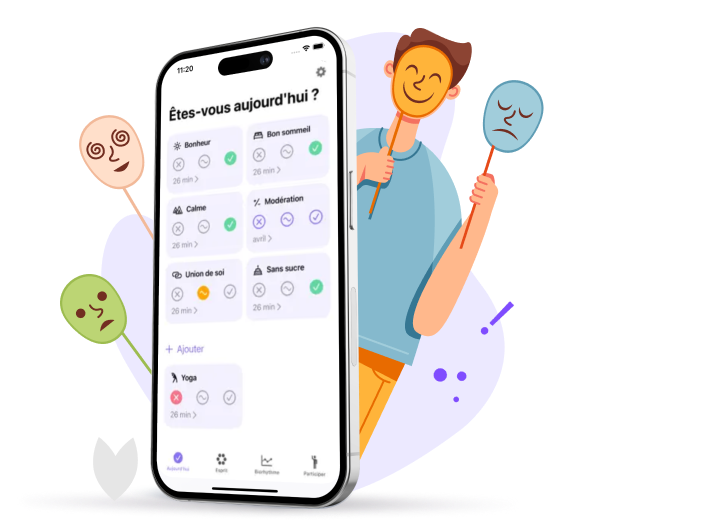 11:20
Êtes-vous aujourd'hui ?
Bonheur
26 min >
Bon sommeil
26 min >
Calme
26 min >
Modération
avril >
Union de soi
26 min >
Sans sucre
26 min >
+ Ajouter
Yoga
26 min >
Aujourd'hui
Esprit
Biorhythme
Participer